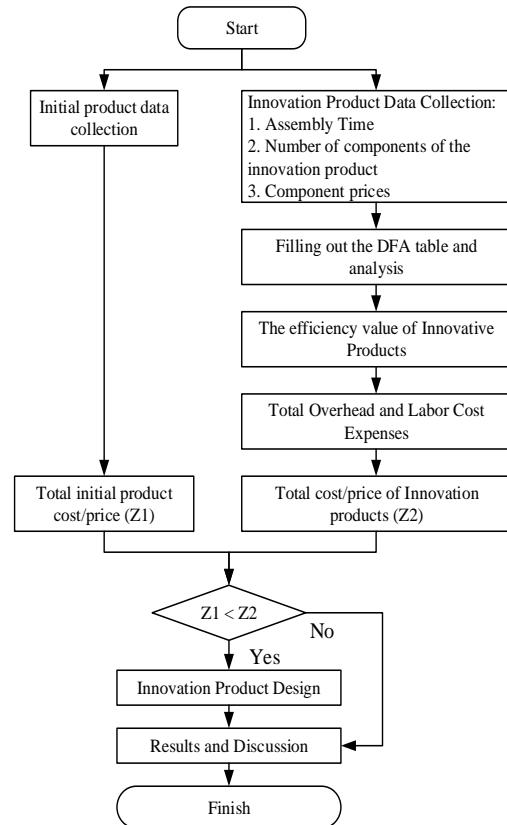 Start
Initial product data
collection
Innovation Product Data Collection:
1. Assembly Time
2. Number of components of the
innovation product
3. Component prices
Filling out the DFA table and
analysis
The efficiency value of Innovative
Products
Total Overhead and Labor Cost
Expenses
Total initial product
cost/price (Z1)
Total cost/price of Innovation
products (Z2)
Z1 < Z2
No
Yes
Innovation Product Design
Results and Discussion
Finish